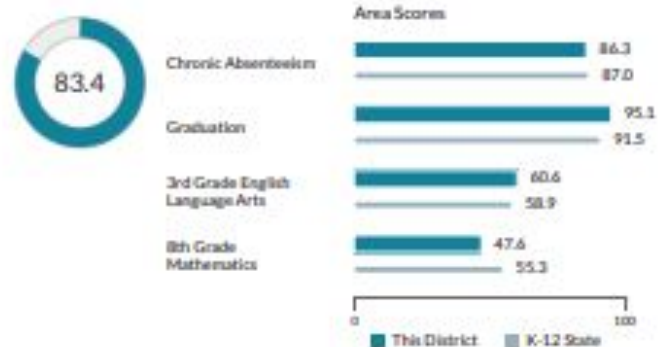 Area Scores
83.4
Chronic Absenteeism
86.3
87.0
Graduation
95.1
91.5
3rd Grade English
Language Arts
60.6
58.9
8th Grade
Mathematics
47.6
55.3
0
100
This District
K-12 State